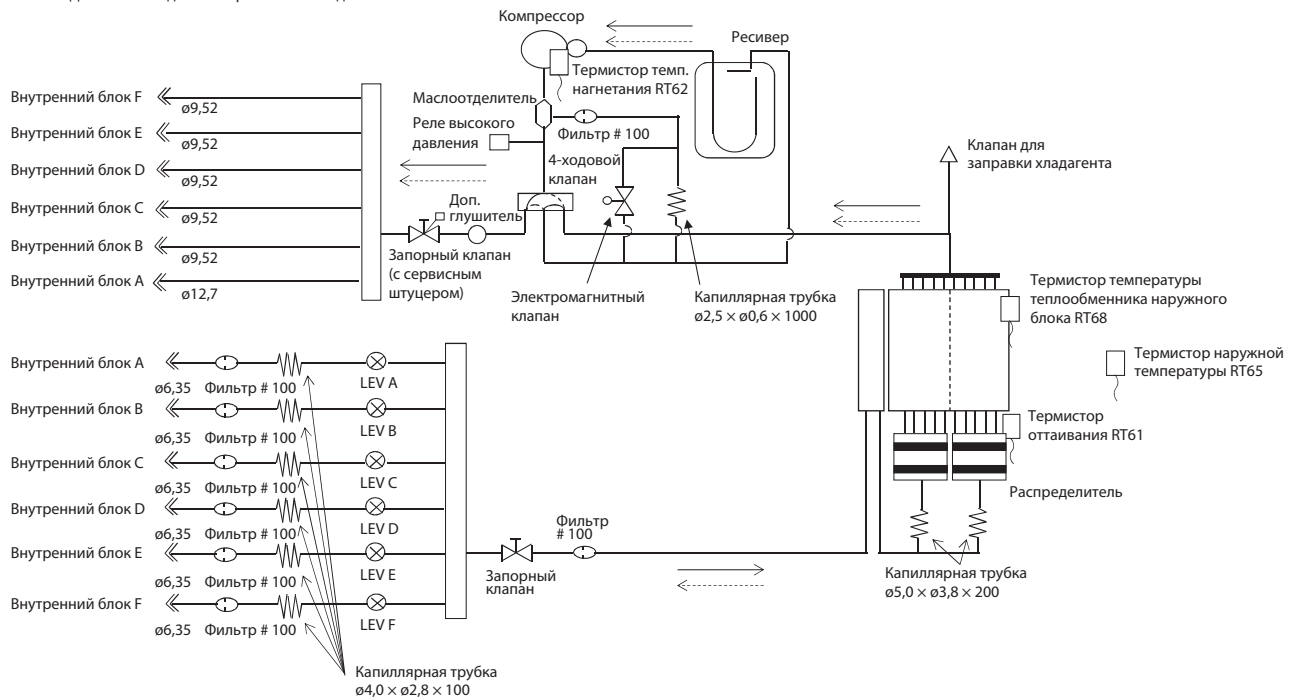 Компрессор
Ресивер
Термистор темп.
нагнетания RT62
Маслоотделитель
Фильтр # 100
Реле высокого
давления
4-ходовой
клапан
Клапан для
заправки хладагента
Внутренний блок F
ø9,52
Внутренний блок E
ø9,52
Внутренний блок D
ø9,52
Внутренний блок C
ø9,52
Внутренний блок B
ø9,52
Внутренний блок A
ø12,7
Доп.
глушитель
Запорный клапан
(с сервисным
штуцером)
Электромагнитный
клапан
Капиллярная трубка
ø2,5 × ø0,6 × 1000
Термистор температуры
теплообменника наружного
блока RT68
Термистор наружной
температуры RT65
Термистор
оттаивания RT61
Распределитель
Капиллярная трубка
ø5,0 × ø3,8 × 200
Внутренний блок A
ø6,35 Фильтр # 100
LEV A
Внутренний блок B
ø6,35 Фильтр # 100
LEV B
Внутренний блок C
ø6,35 Фильтр # 100
LEV C
Внутренний блок D
ø6,35 Фильтр # 100
LEV D
Внутренний блок E
ø6,35 Фильтр # 100
LEV E
Внутренний блок F
ø6,35 Фильтр # 100
LEV F
Запорный
клапан
Фильтр
# 100
Капиллярная трубка
ø4,0 × ø2,8 × 100